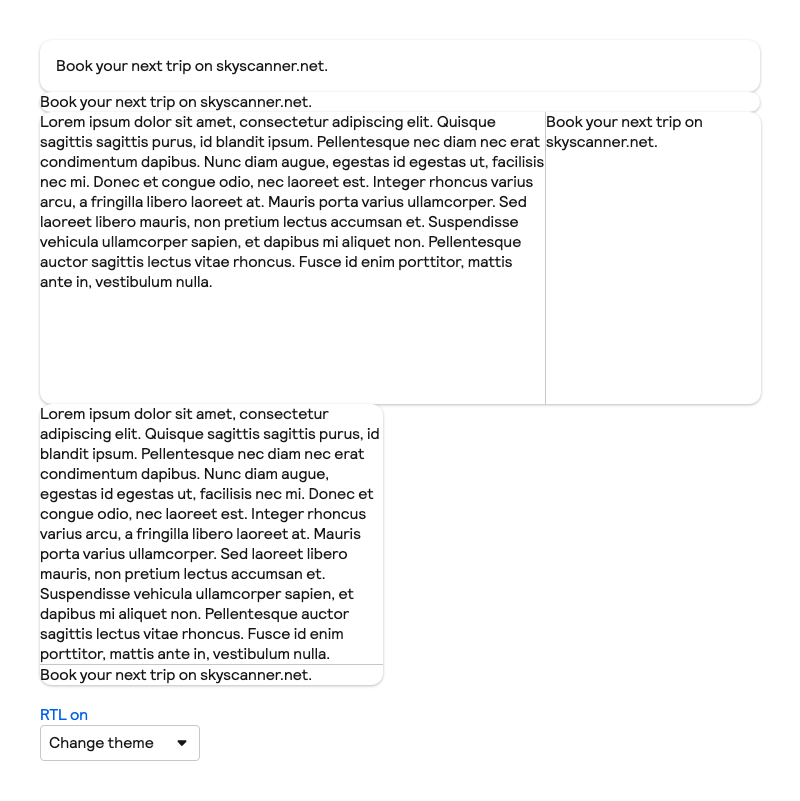 Book your next trip on skyscanner.net.
Book your next trip on skyscanner.net.
Lorem ipsum dolor sit amet, consectetur adipiscing elit. Quisque
sagittis sagittis purus, id blandit ipsum. Pellentesque nec diam nec erat
condimentum dapibus. Nunc diam augue, egestas id egestas ut, facilisis
nec mi. Donec et congue odio, nec laoreet est. Integer rhoncus varius
arcu, a fringilla libero laoreet at. Mauris porta varius ullamcorper. Sed
laoreet libero mauris, non pretium lectus accumsan et. Suspendisse
vehicula ullamcorper sapien, et dapibus mi aliquet non. Pellentesque
auctor sagittis lectus vitae rhoncus. Fusce id enim porttitor, mattis
ante in, vestibulum nulla.
Book your next trip on
skyscanner.net.
Lorem ipsum dolor sit amet, consectetur
adipiscing elit. Quisque sagittis sagittis purus, id
blandit ipsum. Pellentesque nec diam nec erat
condimentum dapibus. Nunc diam augue,
egestas id egestas ut, facilisis nec mi. Donec et
congue odio, nec laoreet est. Integer rhoncus
varius arcu, a fringilla libero laoreet at. Mauris
porta varius ullamcorper. Sed laoreet libero
mauris, non pretium lectus accumsan et.
Suspendisse vehicula ullamcorper sapien, et
dapibus mi aliquet non. Pellentesque auctor
sagittis lectus vitae rhoncus. Fusce id enim
porttitor, mattis ante in, vestibulum nulla.
Book your next trip on skyscanner.net.
RTL on
Change theme